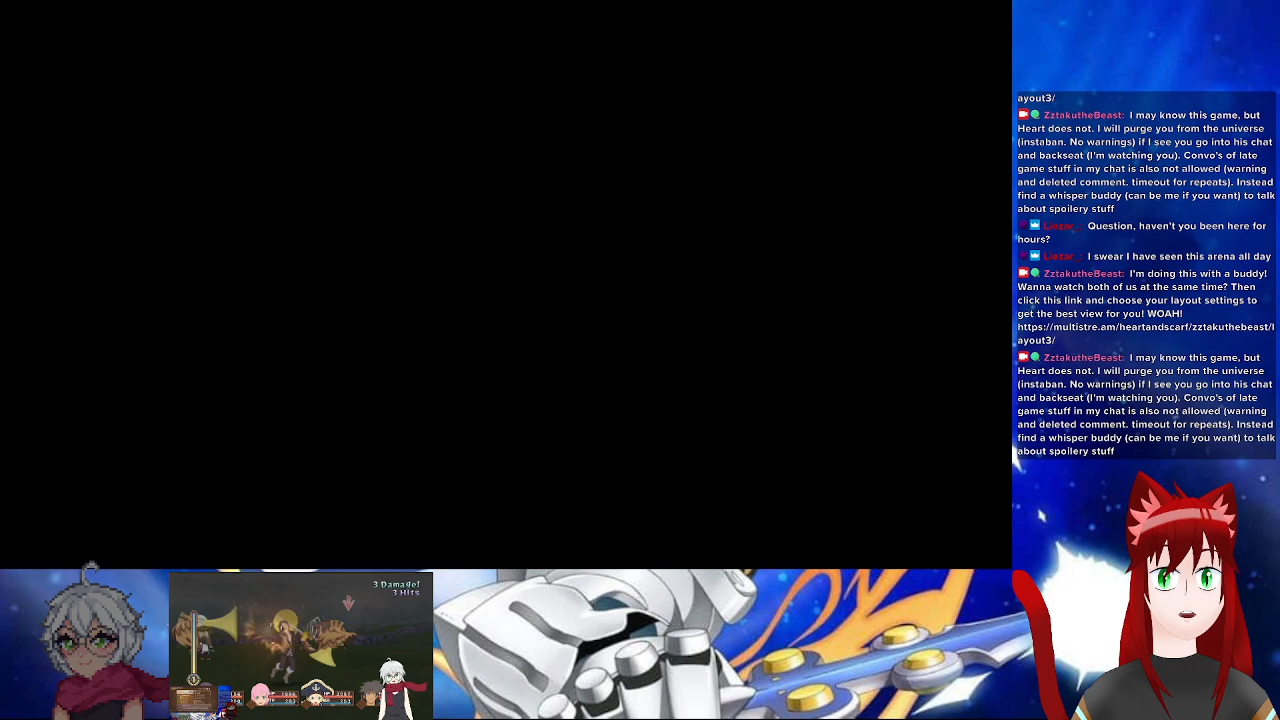 ayout3/
ZztakutheBeast: I may know this game, but
Heart does not. I will purge you from the universe
(instaban. No warnings) if I see you go into his chat
and backseat (I'm watching you). Convo's of late
game stuff in my chat is also not allowed (warning
and deleted comment. timeout for repeats). Instead
find a whisper buddy (can be me if you want) to talk
about spoilery stuff
Question, haven't you been here for
hours?
I swear I have seen this arena all day
ZztakutheBeast: I'm doing this with a buddy!
Wanna watch both of us at the same time? Then
click this link and choose your layout settings to
get the best view for you! WOAH!
https://multistre.am/heartandscarf/zztakuthebeast/l
ayout3/
ZztakutheBeast: I may know this game, but
Heart does not. I will purge you from the universe
(instaban. No warnings) if I see you go into his chat
and backseat (I'm watching you). Convo's of late
game stuff in my chat is also not allowed (warning
and deleted comment. timeout for repeats). Instead
find a whisper buddy (can be me if you want) to talk
about spoilery stuff
3 Damage!
3 Hits